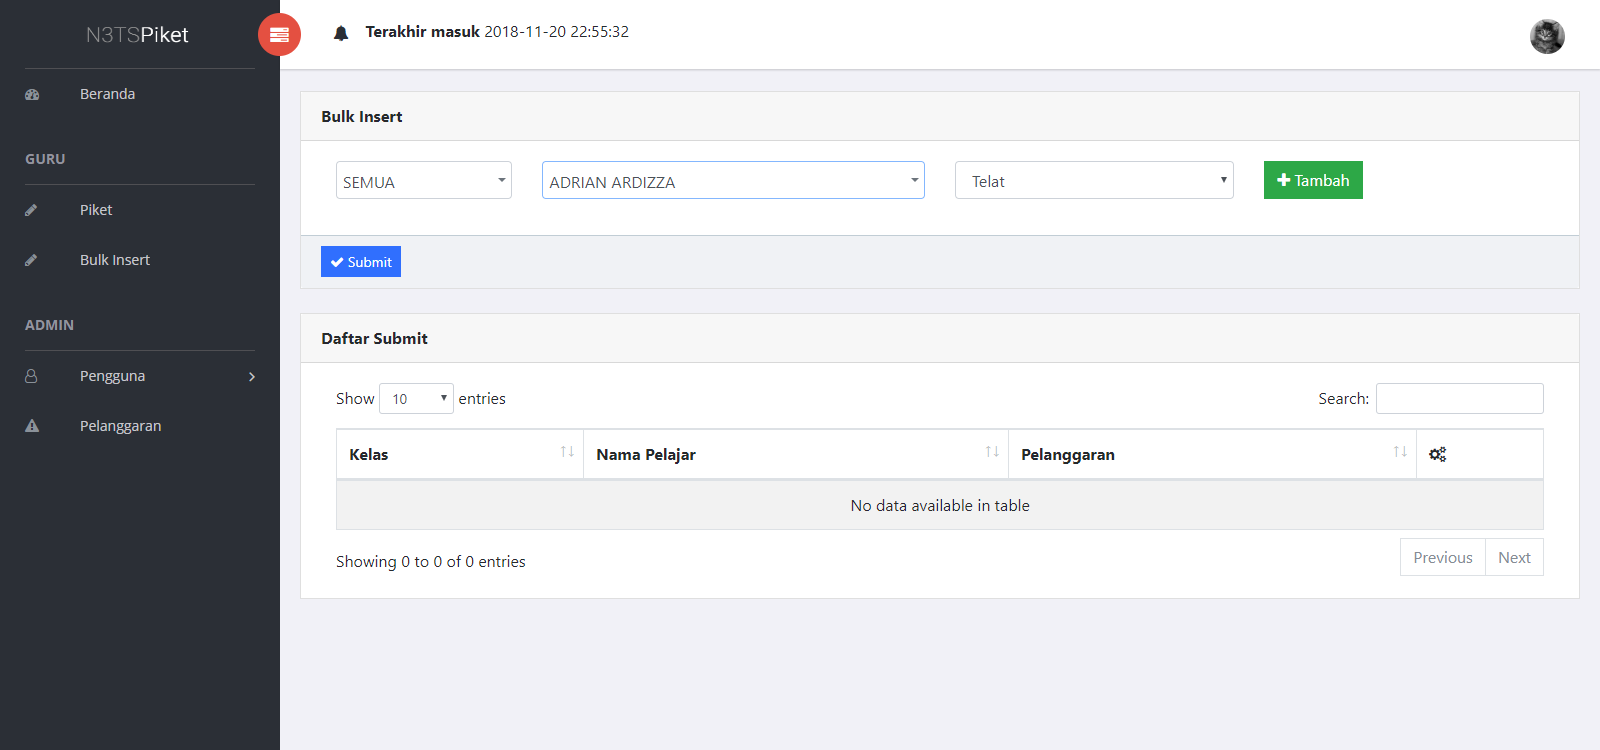 N3TSPiket
Terakhir masuk 2018-11-20 22:55:32
Beranda
GURU
Piket
Bulk Insert
ADMIN
Pengguna
Pelanggaran
Bulk Insert
SEMUA
ADRIAN ARDIZZA
Telat
Tambah
Submit
Daftar Submit
Show 10 entries
Search:
Kelas
Nama Pelajar
Pelanggaran
No data available in table
Showing 0 to 0 of 0 entries
Previous
Next